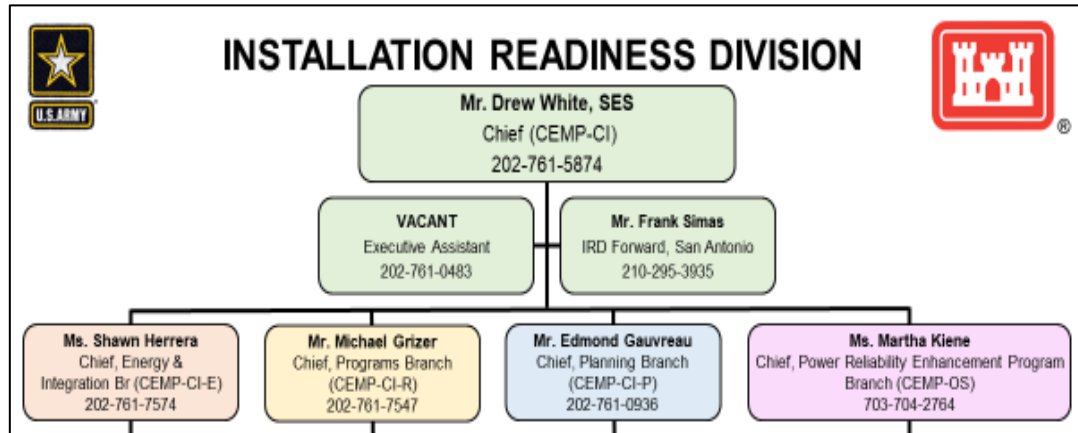 INSTALLATION READINESS DIVISION
U.S.ARMY
®
Mr. Drew White, SES
Chief (CEMP-CI)
202-761-5874
VACANT
Executive Assistant
202-761-0483
Mr. Frank Simas
IRD Forward, San Antonio
210-295-3935
Ms. Shawn Herrera
Chief, Energy &
Integration Br (CEMP-CI-E)
202-761-7574
Mr. Michael Grizer
Chief, Programs Branch
(CEMP-CI-R)
202-761-7547
Mr. Edmond Gauvreau
Chief, Planning Branch
(CEMP-CI-P)
202-761-0936
Ms. Martha Kiene
Chief, Power Reliability Enhancement Program
Branch (CEMP-OS)
703-704-2764